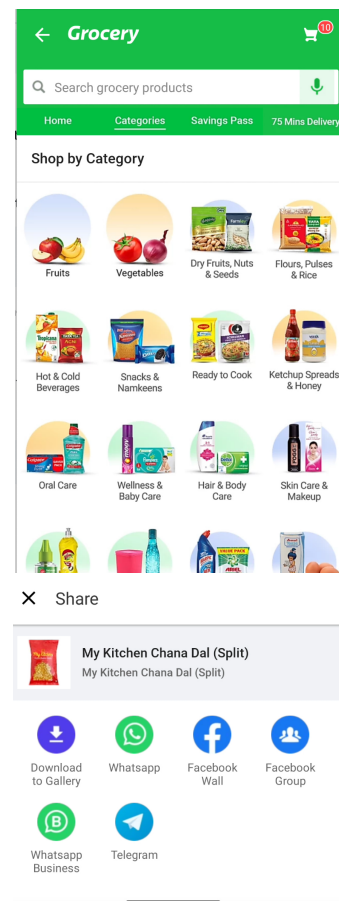 Grocery
10
Search grocery products
Home Categories Savings Pass 75 Mins Delivery
Shop by Category
Fruits
Vegetables
Dry Fruits, Nuts
& Seeds
Flours, Pulses
& Rice
Hot & Cold
Beverages
Snacks &
Namkeens
Ready to Cook
Ketchup Spreads
& Honey
Oral Care
Wellness &
Baby Care
Hair & Body
Care
Skin Care &
Makeup
VALUE PACK
Share
My Kitchen Chana Dal (Split)
My Kitchen Chana Dal (Split)
Download
to Gallery
Whatsapp
Facebook
Wall
Facebook
Group
Whatsapp
Business
Telegram